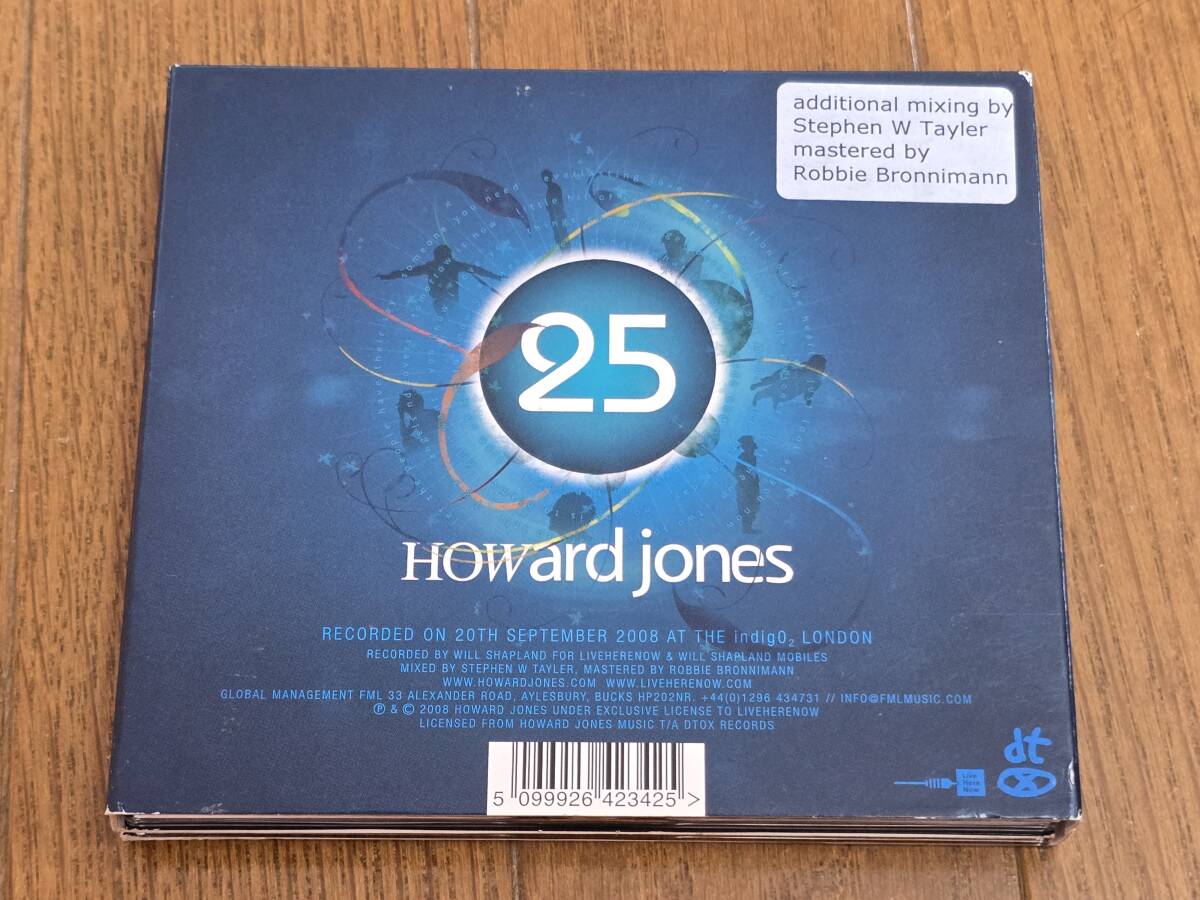 additional mixing by
Stephen W Tayler
mastered by
Robbie Bronnimann
25
HOWard jones
RECORDED ON 20TH SEPTEMBER 2008 AT THE indigO₂ LONDON
RECORDED BY WILL SHAPLAND FOR LIVEHERENOW & WILL SHAPLAND MOBILES
MIXED BY STEPHEN W TAYLER, MASTERED BY ROBBIE BRONNIMANN
WWW.HOWARDJONES.COM WWW.LIVEHERENOW.COM
GLOBAL MANAGEMENT FML 33 ALEXANDER ROAD, AYLESBURY, BUCKS HP202NR. +44(0)1296 434731 // INFO@FMLMUSIC.COM
℗ & © 2008 HOWARD JONES UNDER EXCLUSIVE LICENSE TO LIVEHERENOW
LICENSED FROM HOWARD JONES MUSIC T/A DTOX RECORDS
dt
Live
Here
Now
5 099926 423425 >